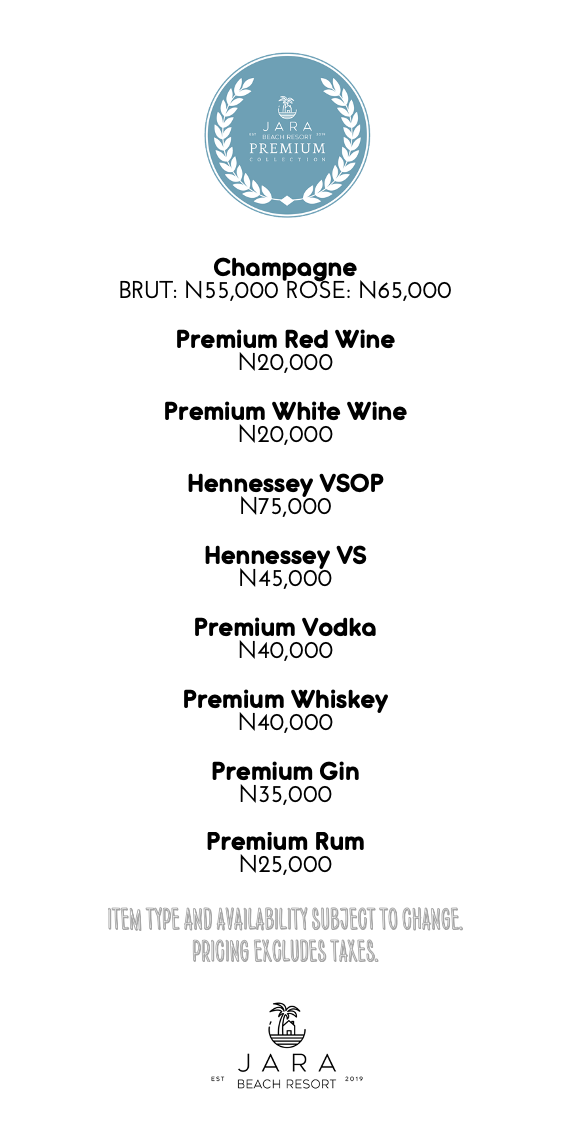 JARA
EST BEACH RESORT 2019
PREMIUM
COLLECTION
Champagne
BRUT: N55,000 ROSE: N65,000
Premium Red Wine
N20,000
Premium White Wine
N20,000
Hennessey VSOP
N75,000
Hennessey VS
N45,000
Premium Vodka
N40,000
Premium Whiskey
N40,000
Premium Gin
N35,000
Premium Rum
N25,000
ITEM TYPE AND AVAILABILITY SUBJECT TO CHANGE.
PRICING EXCLUDES TAXES.
JARA
EST BEACH RESORT 2019